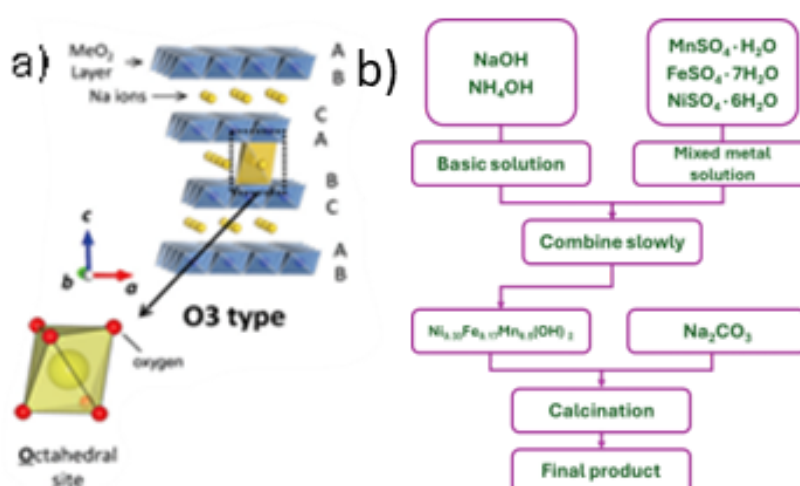 a)
MeO₂
Layer
Na ions
A
B
C
A
B
C
A
B
c
b
a
O3 type
oxygen
Octahedral
site
b)
NaOH
NH₄OH
MnSO₄·H₂O
FeSO₄·7H₂O
NiSO₄·6H₂O
Basic solution
Mixed metal
solution
Combine slowly
Na₂CO₃
Calcination
Final product